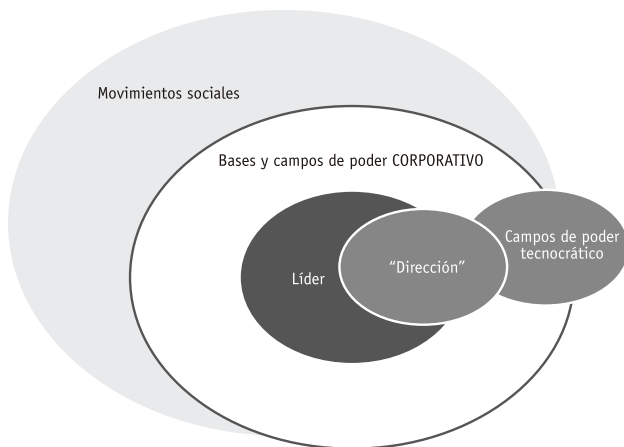 Movimientos sociales
Bases y campos de poder CORPORATIVO
Campos de poder
tecnocrático
“Dirección”
Líder